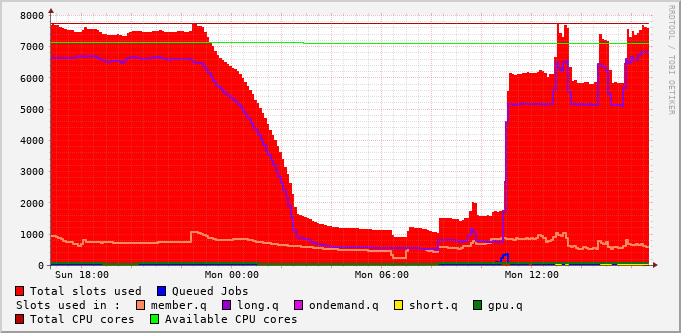 8000
7000
6000
5000
4000
3000
2000
1000
0
Sun 18:00 Mon 00:00 Mon 06:00 Mon 12:00
Total slots used Queued Jobs
Slots used in : member.q long.q ondemand.q short.q gpu.q
Total CPU cores Available CPU cores
RRDTOOL / TOBI OETIKER